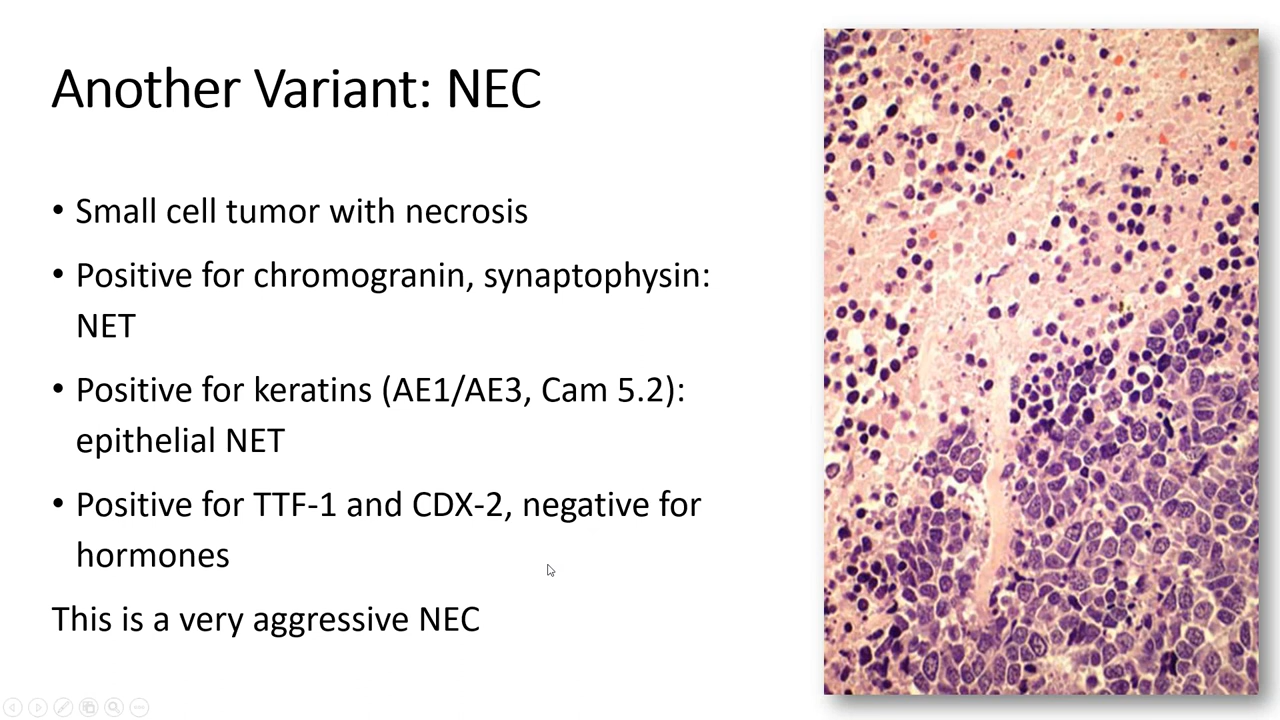 Another Variant: NEC
• Small cell tumor with necrosis
• Positive for chromogranin, synaptophysin:
NET
• Positive for keratins (AE1/AE3, Cam 5.2):
epithelial NET
• Positive for TTF-1 and CDX-2, negative for
hormones
This is a very aggressive NEC